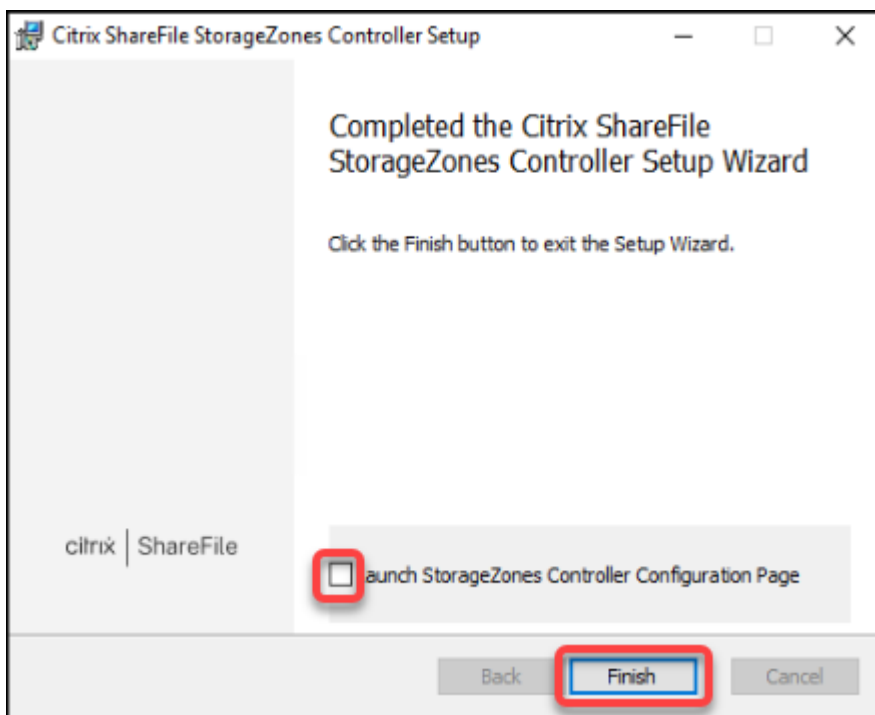 Citrix ShareFile StorageZones Controller Setup
Completed the Citrix ShareFile
StorageZones Controller Setup Wizard
Click the Finish button to exit the Setup Wizard.
citrix | ShareFile
aunch StorageZones Controller Configuration Page
Back Finish Cancel